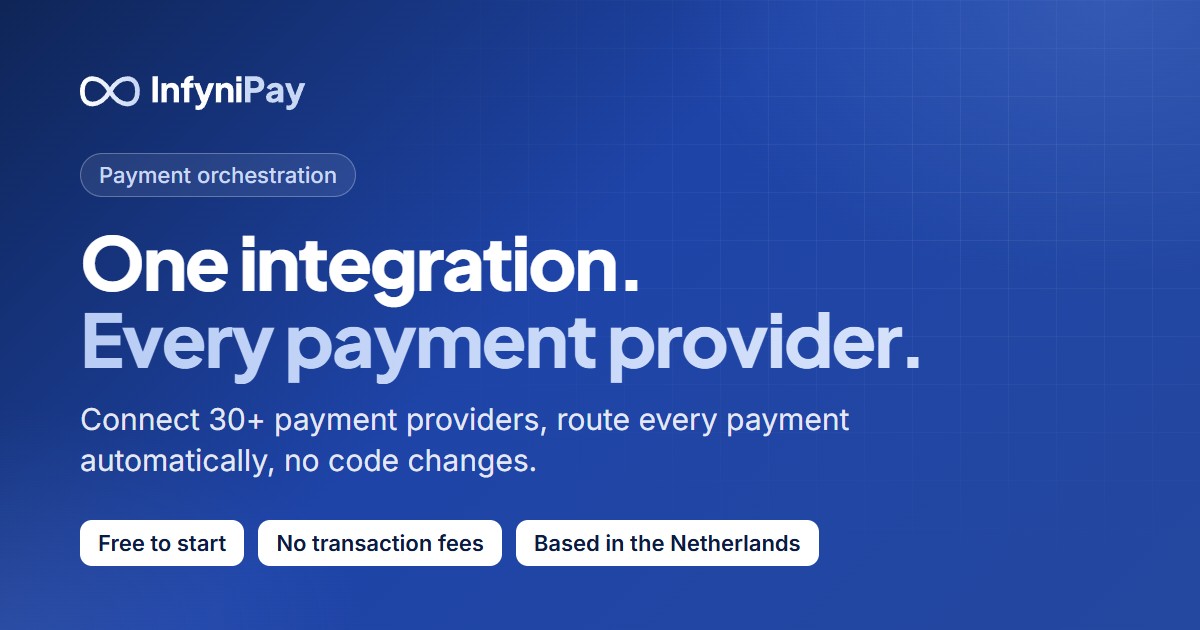 InfyniPay
Payment orchestration
One integration.
Every payment provider.
Connect 30+ payment providers, route every payment
automatically, no code changes.
Free to start
No transaction fees
Based in the Netherlands